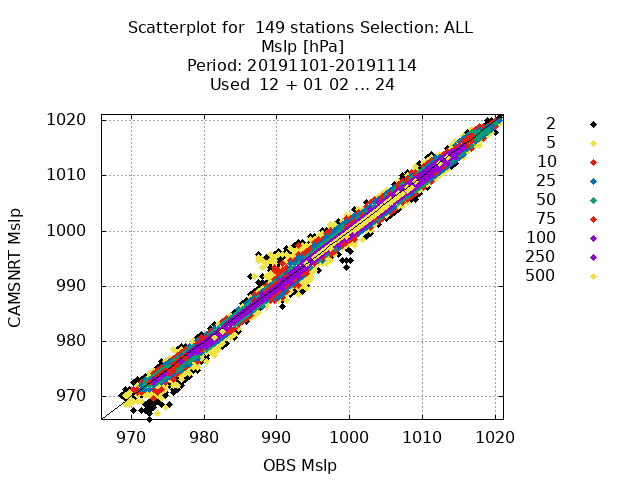 Scatterplot for  149 stations Selection: ALL
Mslp [hPa]
Period: 20191101-20191114
Used  12 + 01 02 ... 24
1020
1010
1000
990
980
970
CAMSNRT Mslp
970 980 990 1000 1010 1020
OBS Mslp
2
5
10
25
50
75
100
250
500